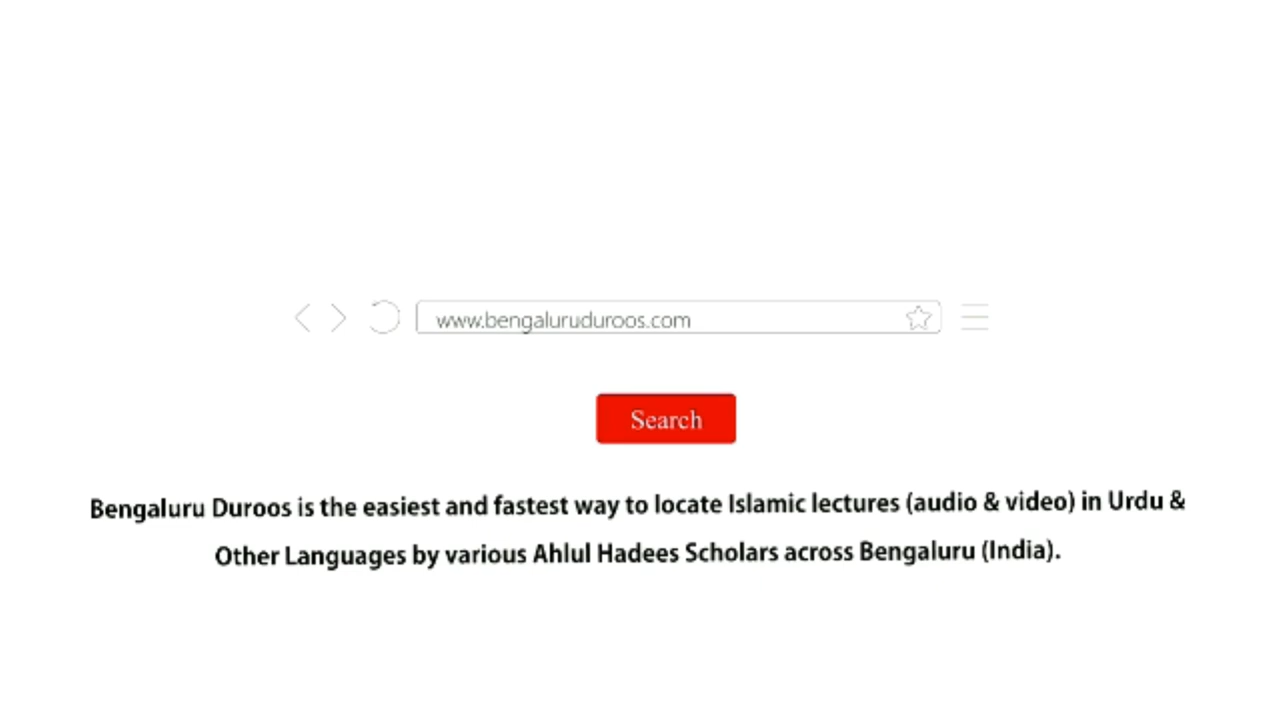 www.bengaluruduroos.com
Search
Bengaluru Duroos is the easiest and fastest way to locate Islamic lectures (audio & video) in Urdu &
Other Languages by various Ahlul Hadees Scholars across Bengaluru (India).